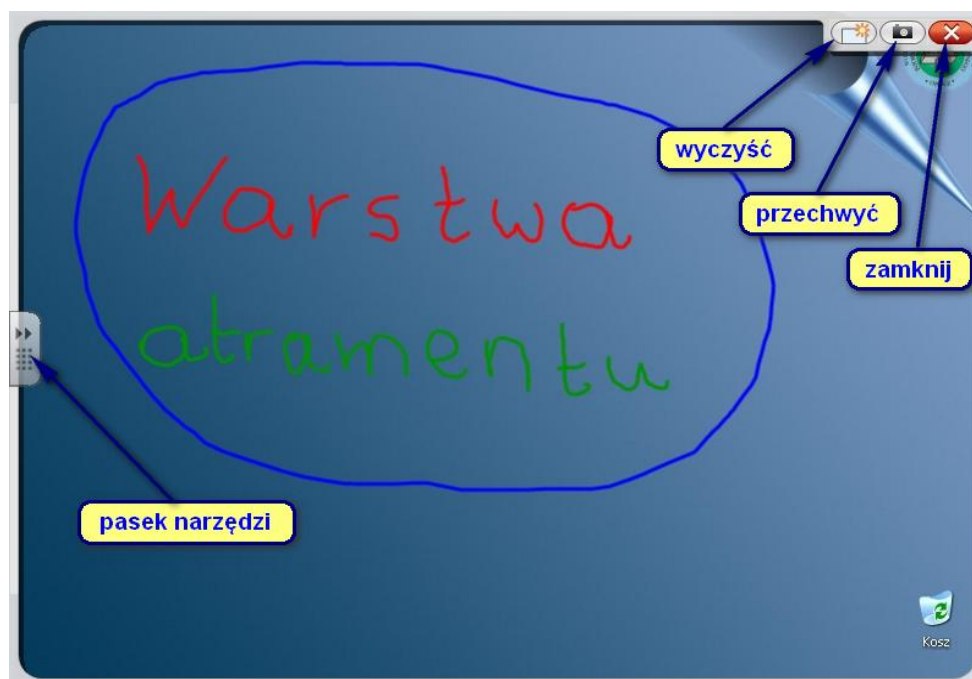 wyczyść
przechwyć
zamknij
Warstwa
atramentu
pasek narzędzi
Kosz